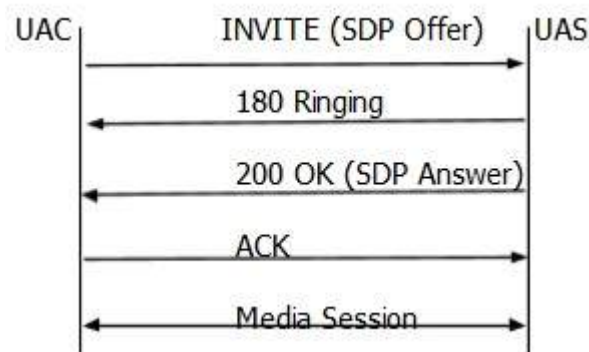 UAC INVITE (SDP Offer) UAS
180 Ringing
200 OK (SDP Answer)
ACK
Media Session